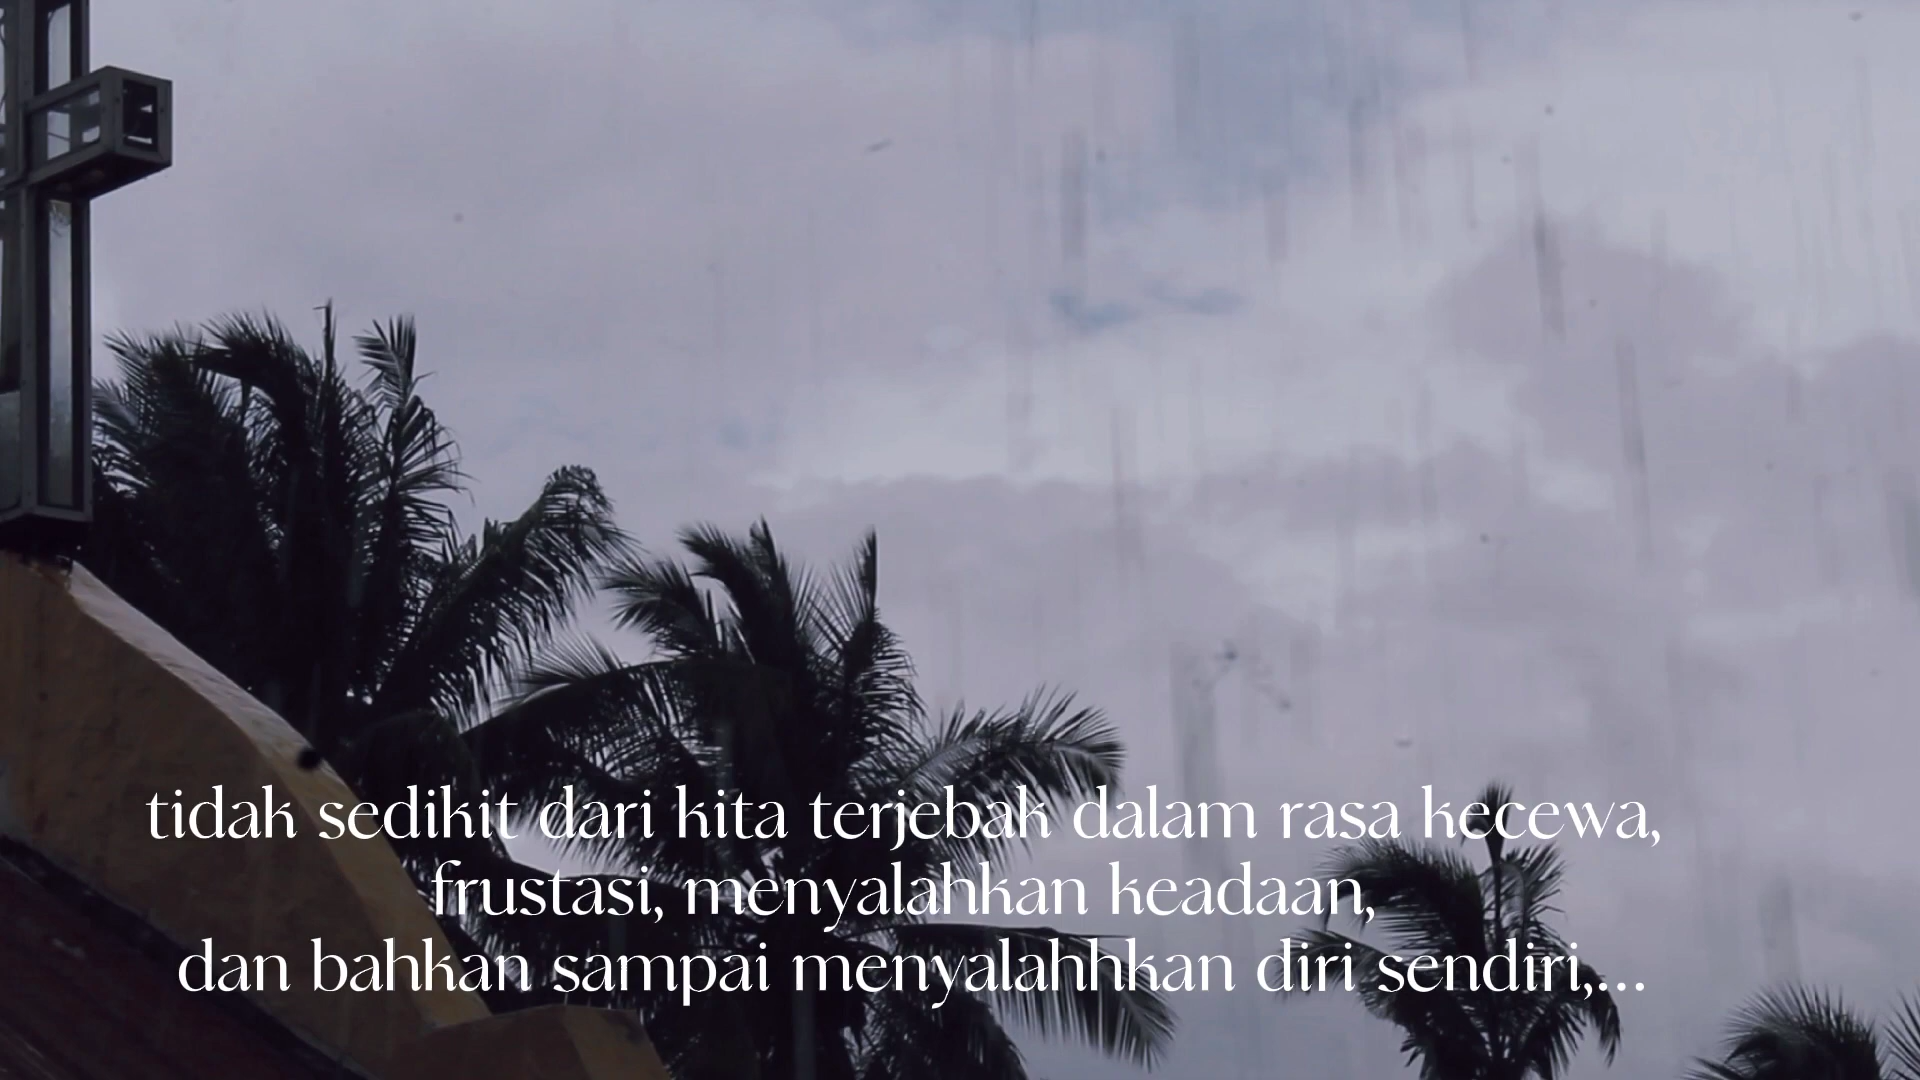 tidak sedikit dari kita terjebak dalam rasa kecewa,
frustasi, menyalahkan keadaan,
dan bahkan sampai menyalahhkan diri sendiri,...